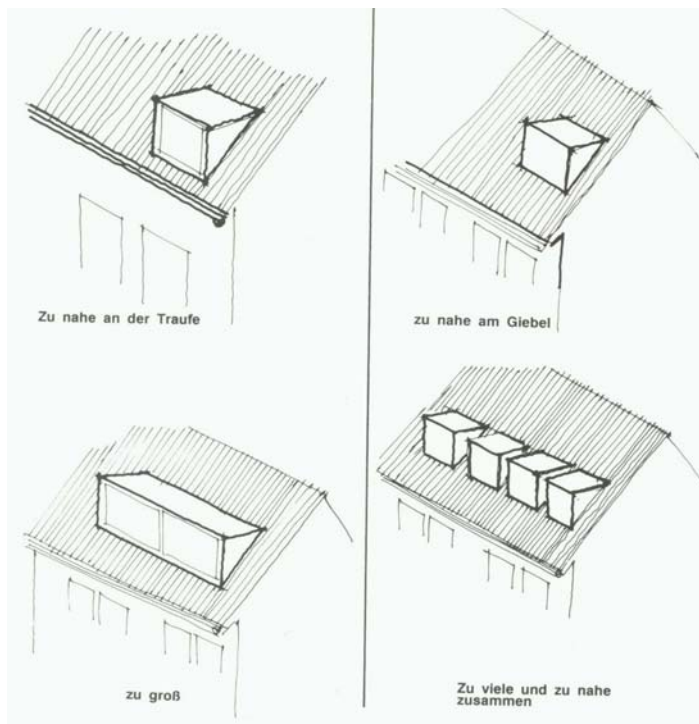 Zu nahe an der Traufe
zu nahe am Giebel
zu groß
Zu viele und zu nahe
zusammen